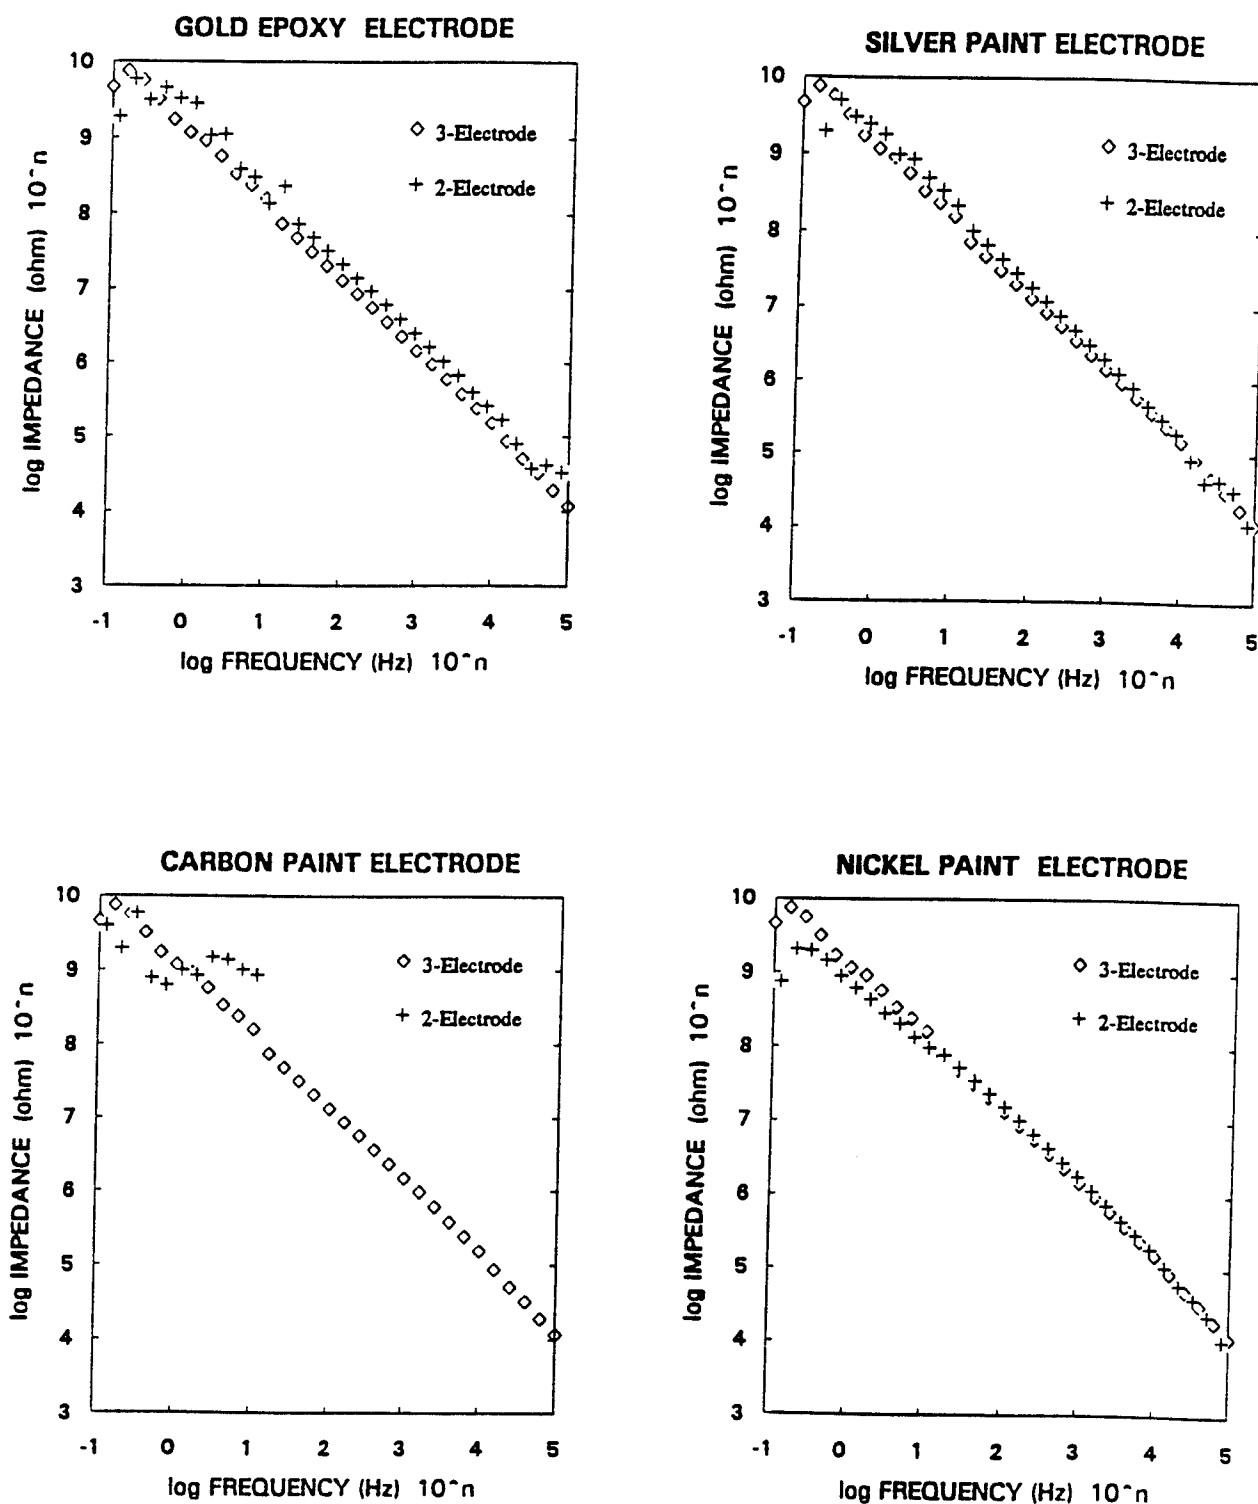 GOLD EPOXY ELECTRODE
log IMPEDANCE (ohm) 10^n
10
9
8
7
6
5
4
3
3-Electrode
2-Electrode
-1 0 1 2 3 4 5
log FREQUENCY (Hz) 10^n
SILVER PAINT ELECTRODE
log IMPEDANCE (ohm) 10^n
10
9
8
7
6
5
4
3
3-Electrode
2-Electrode
-1 0 1 2 3 4 5
log FREQUENCY (Hz) 10^n
CARBON PAINT ELECTRODE
log IMPEDANCE (ohm) 10^n
10
9
8
7
6
5
4
3
3-Electrode
2-Electrode
-1 0 1 2 3 4 5
log FREQUENCY (Hz) 10^n
NICKEL PAINT ELECTRODE
log IMPEDANCE (ohm) 10^n
10
9
8
7
6
5
4
3
3-Electrode
2-Electrode
-1 0 1 2 3 4 5
log FREQUENCY (Hz) 10^n